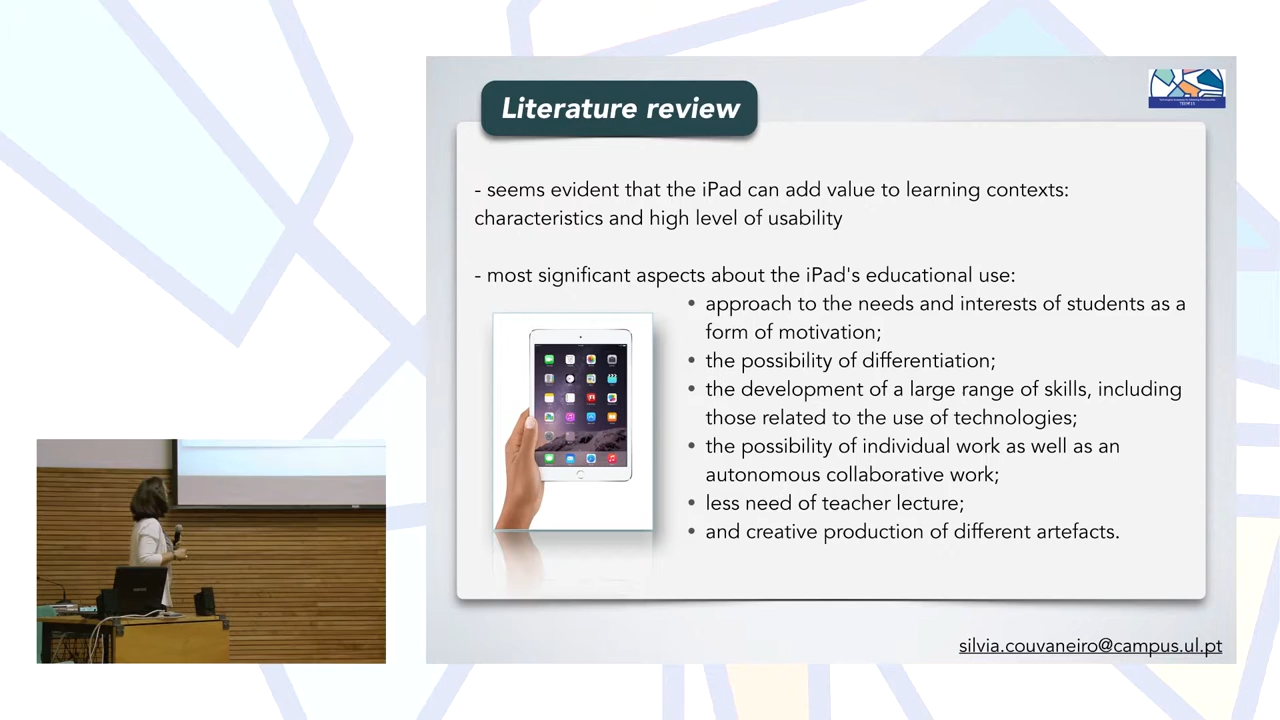 Literature review
- seems evident that the iPad can add value to learning contexts:
characteristics and high level of usability
- most significant aspects about the iPad's educational use:
• approach to the needs and interests of students as a
form of motivation;
• the possibility of differentiation;
• the development of a large range of skills, including
those related to the use of technologies;
• the possibility of individual work as well as an
autonomous collaborative work;
• less need of teacher lecture;
• and creative production of different artefacts.
silvia.couvaneiro@campus.ul.pt